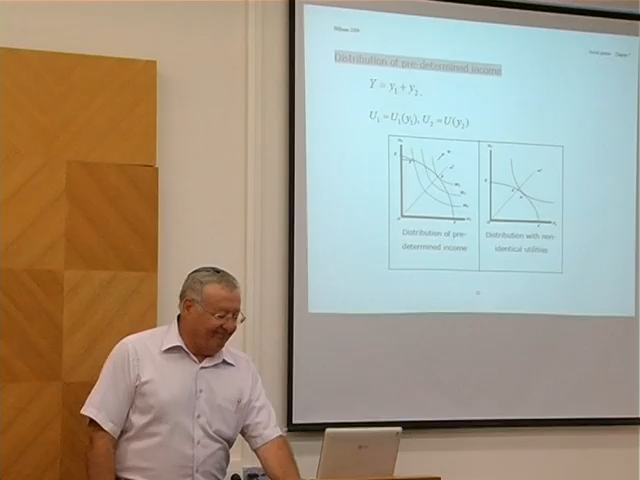 Distribution of pre-determined income
Y = y₁ + y₂ .
U₁ = U₁(y₁), U₂ = U(y₂)
Distribution of pre-
determined income
Distribution with non-
identical utilities